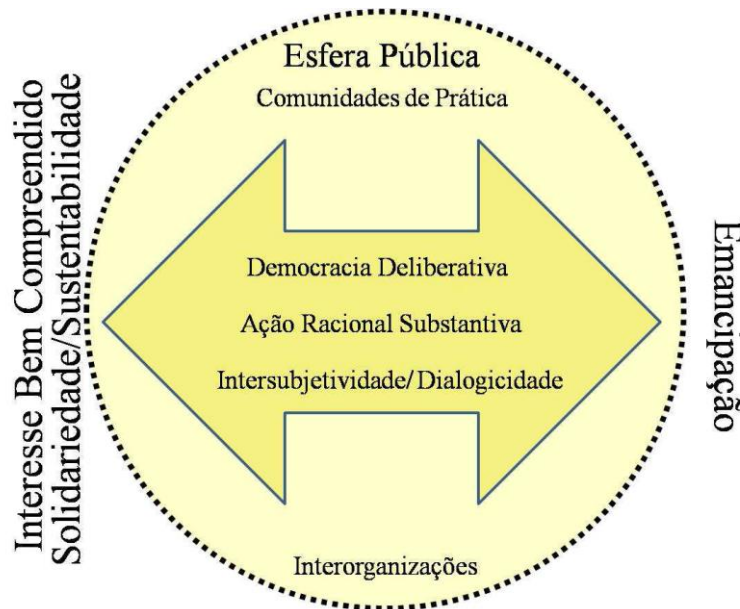 Esfera Pública
Comunidades de Prática
Interesse Bem Compreendido
Solidariedade/Sustentabilidade
Democracia Deliberativa
Ação Racional Substantiva
Intersubjetividade/ Dialogicidade
Emancipação
Interorganizações